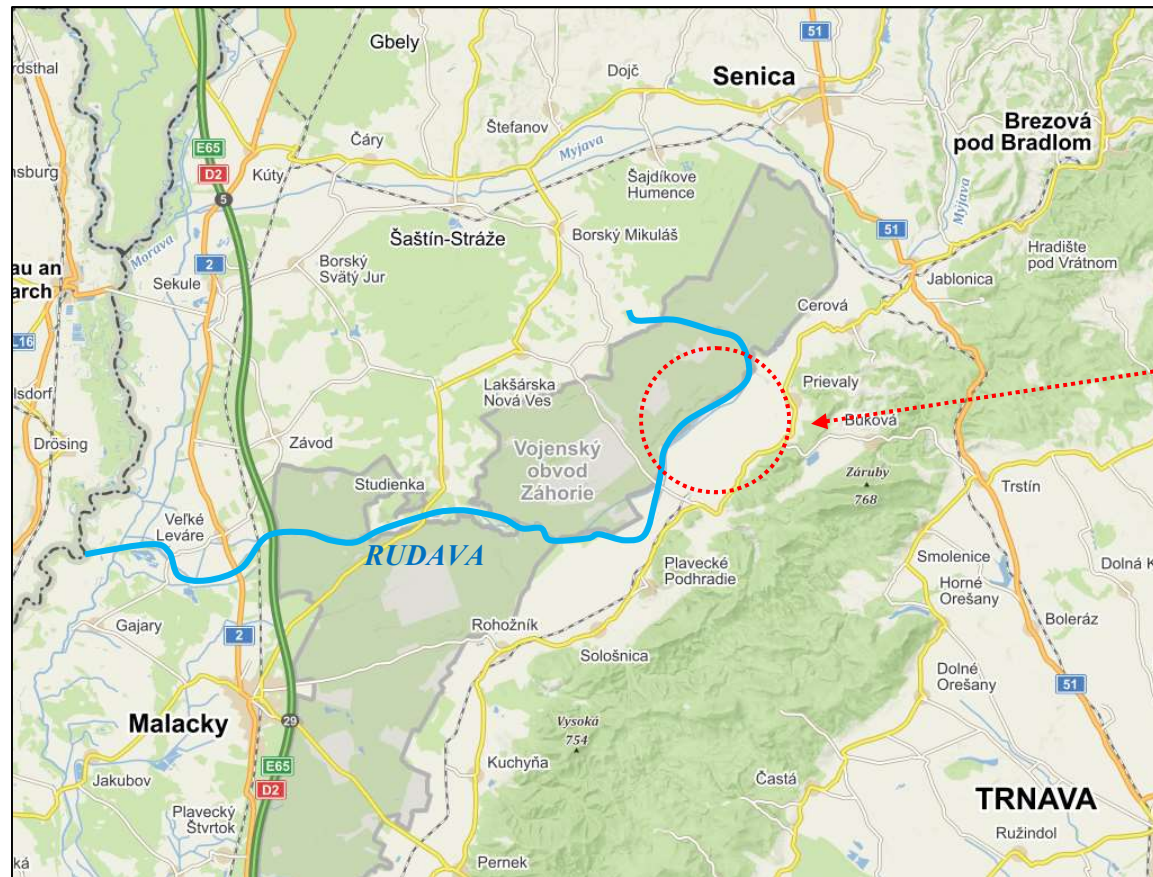 Gbely
51
Dojč
Senica
rdsthal
Brezová
pod Bradlom
Štefanov
Čáry
Myjava
E65
D2
Kúty
nsburg
5
Šajdíkove
Humence
Myjava
Šaštín-Stráže
Borský Mikuláš
51
Hradište
pod Vrátnom
Morava
au an
arch
2
Sekule
Borský
Svätý Jur
Jablonica
Cerová
L16
Lakšárska
Nová Ves
Prievaly
lsdorf
Drösing
Závod
Buková
Vojenský
obvod
Záhorie
Záruby
768
Studienka
Trstín
Veľké
Leváre
RUDAVA
Smolenice
Dolná K
Plavecké
Podhradie
Horné
Orešany
Gajary
2
Rohožník
Boleráz
Sološnica
Dolné
Orešany
51
Malacky
29
Vysoká
754
E65
D2
Kuchyňa
Jakubov
Častá
TRNAVA
Plavecký
Štvrtok
Ružindol
ká
Pernek